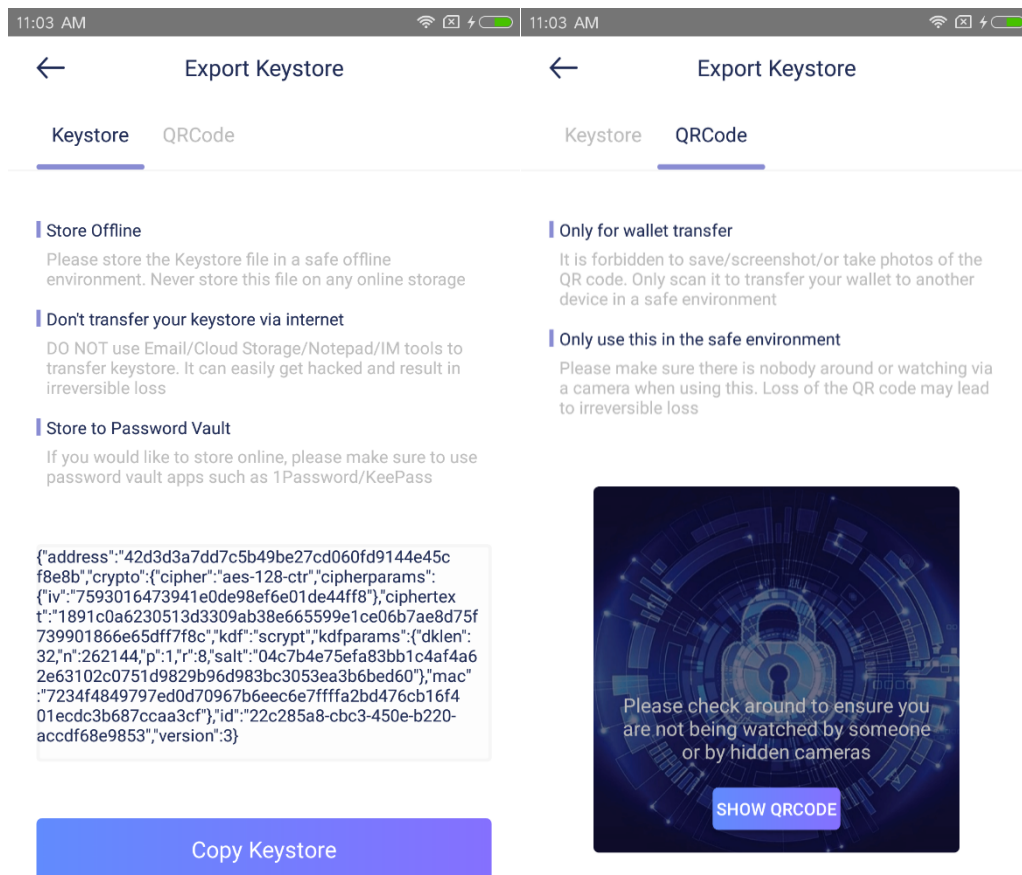 11:03 AM
Export Keystore
Keystore
QRCode
Store Offline
Please store the Keystore file in a safe offline
environment. Never store this file on any online storage
Don't transfer your keystore via internet
DO NOT use Email/Cloud Storage/Notepad/IM tools to
transfer keystore. It can easily get hacked and result in
irreversible loss
Store to Password Vault
If you would like to store online, please make sure to use
password vault apps such as 1Password/KeePass
{"address":"42d3d3a7dd7c5b49be27cd060fd9144e45c
f8e8b","crypto":{"cipher":"aes-128-ctr","cipherparams":
{"iv":"7593016473941e0de98ef6e01de44ff8"},"ciphertex
t":"1891c0a6230513d3309ab38e665599e1ce06b7ae8d75f
739901866e65dff7f8c","kdf":"scrypt","kdfparams":{"dklen":
32,"n":262144,"p":1,"r":8,"salt":"04c7b4e75efa83bb1c4af4a6
2e63102c0751d9829b96d983bc3053ea3b6bed60"},"mac"
:"7234f4849797ed0d70967b6eec6e7ffffa2bd476cb16f4
01ecdc3b687ccaa3cf"},"id":"22c285a8-cbc3-450e-b220-
accdf68e9853","version":3}
Copy Keystore
11:03 AM
Export Keystore
Keystore
QRCode
Only for wallet transfer
It is forbidden to save/screenshot/or take photos of the
QR code. Only scan it to transfer your wallet to another
device in a safe environment
Only use this in the safe environment
Please make sure there is nobody around or watching via
a camera when using this. Loss of the QR code may lead
to irreversible loss
Please check around to ensure you
are not being watched by someone
or by hidden cameras
SHOW QRCODE